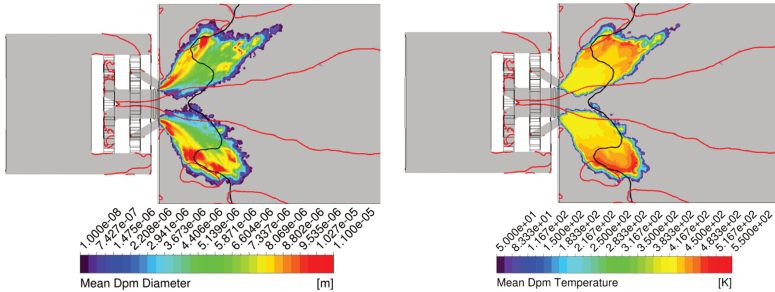 1.000e-08
7.427e-07
1.475e-06
2.208e-06
2.941e-06
3.673e-06
4.406e-06
5.139e-06
5.871e-06
6.604e-06
7.337e-06
8.069e-06
8.802e-06
9.535e-06
1.027e-05
1.100e-05
Mean Dpm Diameter [m]
5.000e+01
8.333e+01
1.167e+02
1.500e+02
1.833e+02
2.167e+02
2.500e+02
2.833e+02
3.167e+02
3.500e+02
3.833e+02
4.167e+02
4.500e+02
4.833e+02
5.167e+02
5.500e+02
Mean Dpm Temperature [K]